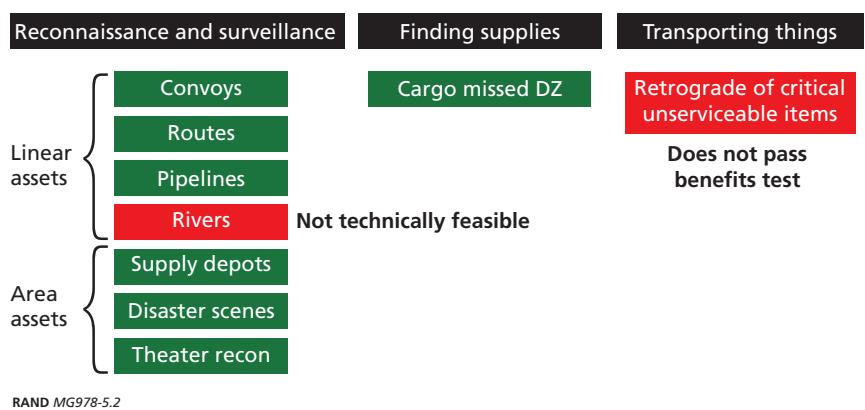 Reconnaissance and surveillance
Finding supplies
Transporting things
Linear
assets
Convoys
Routes
Pipelines
Rivers
Not technically feasible
Area
assets
Supply depots
Disaster scenes
Theater recon
Cargo missed DZ
Retrograde of critical
unserviceable items
Does not pass
benefits test
RAND MG978-5.2